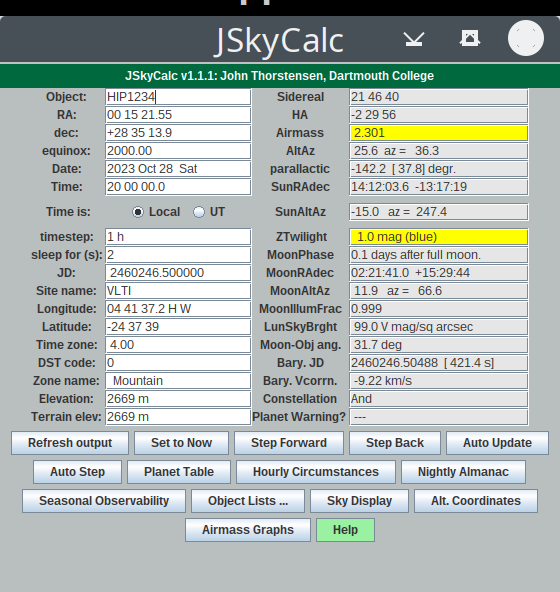 JSkyCalc
JSkyCalc v1.1.1: John Thorstensen, Dartmouth College
Object: HIP1234 Sidereal 21 46 40
RA: 00 15 21.55 HA -2 29 56
dec: +28 35 13.9 Airmass 2.301
equinox: 2000.00 AltAz 25.6 az = 36.3
Date: 2023 Oct 28 Sat parallactic -142.2 [ 37.8] degr.
Time: 20 00 00.0 SunRAdec 14:12:03.6 -13:17:19
Time is: Local UT SunAltAz -15.0 az = 247.4
timestep: 1 h ZTwilight 1.0 mag (blue)
sleep for (s): 2 MoonPhase 0.1 days after full moon.
JD: 2460246.500000 MoonRAdec 02:21:41.0 +15:29:44
Site name: VLTI MoonAltAz 11.9 az = 66.6
Longitude: 04 41 37.2 H W MoonIllumFrac 0.999
Latitude: -24 37 39 LunSkyBrght 99.0 V mag/sq arcsec
Time zone: 4.00 Moon-Obj ang. 31.7 deg
DST code: 0 Bary. JD 2460246.50488 [ 421.4 s]
Zone name: Mountain Bary. Vcorrn. -9.22 km/s
Elevation: 2669 m Constellation And
Terrain elev: 2669 m Planet Warning? ---
Refresh output Set to Now Step Forward Step Back Auto Update
Auto Step Planet Table Hourly Circumstances Nightly Almanac
Seasonal Observability Object Lists ... Sky Display Alt. Coordinates
Airmass Graphs Help